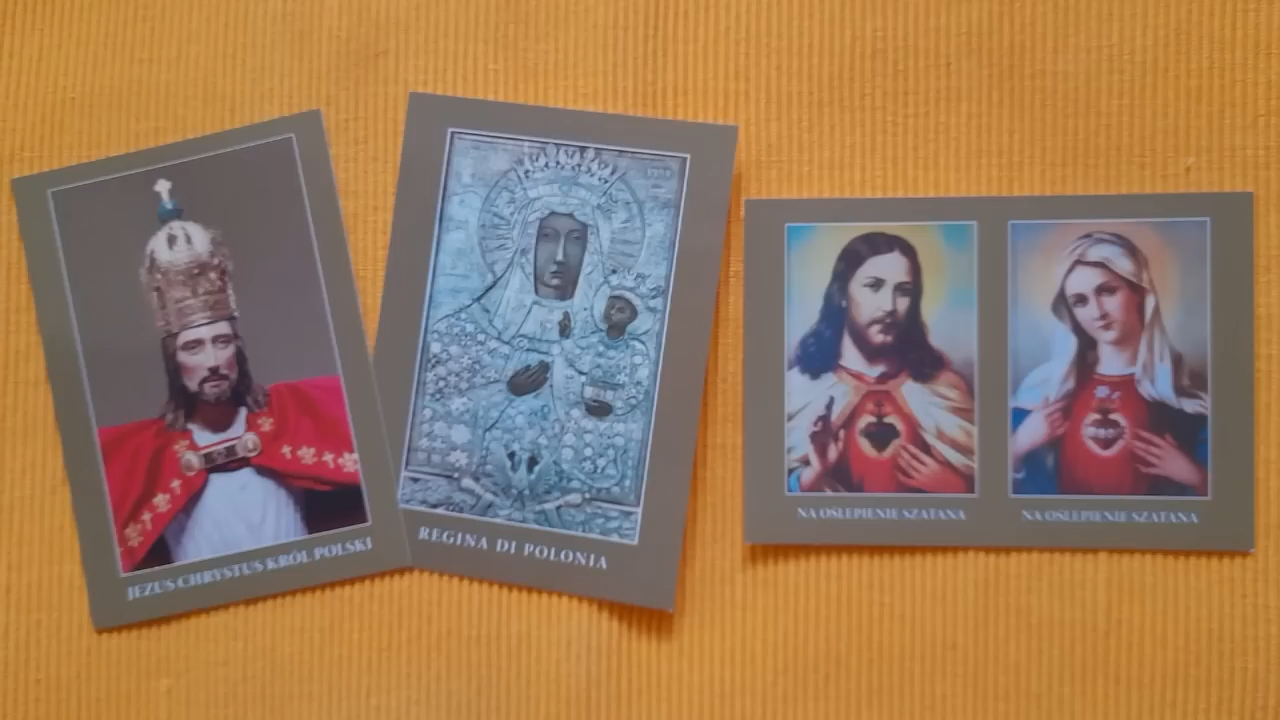 JEZUS CHRYSTUS KRÓL POLSKI
REGINA DI POLONIA
NA OŚLEPIENIE SZATANA
NA OŚLEPIENIE SZATANA